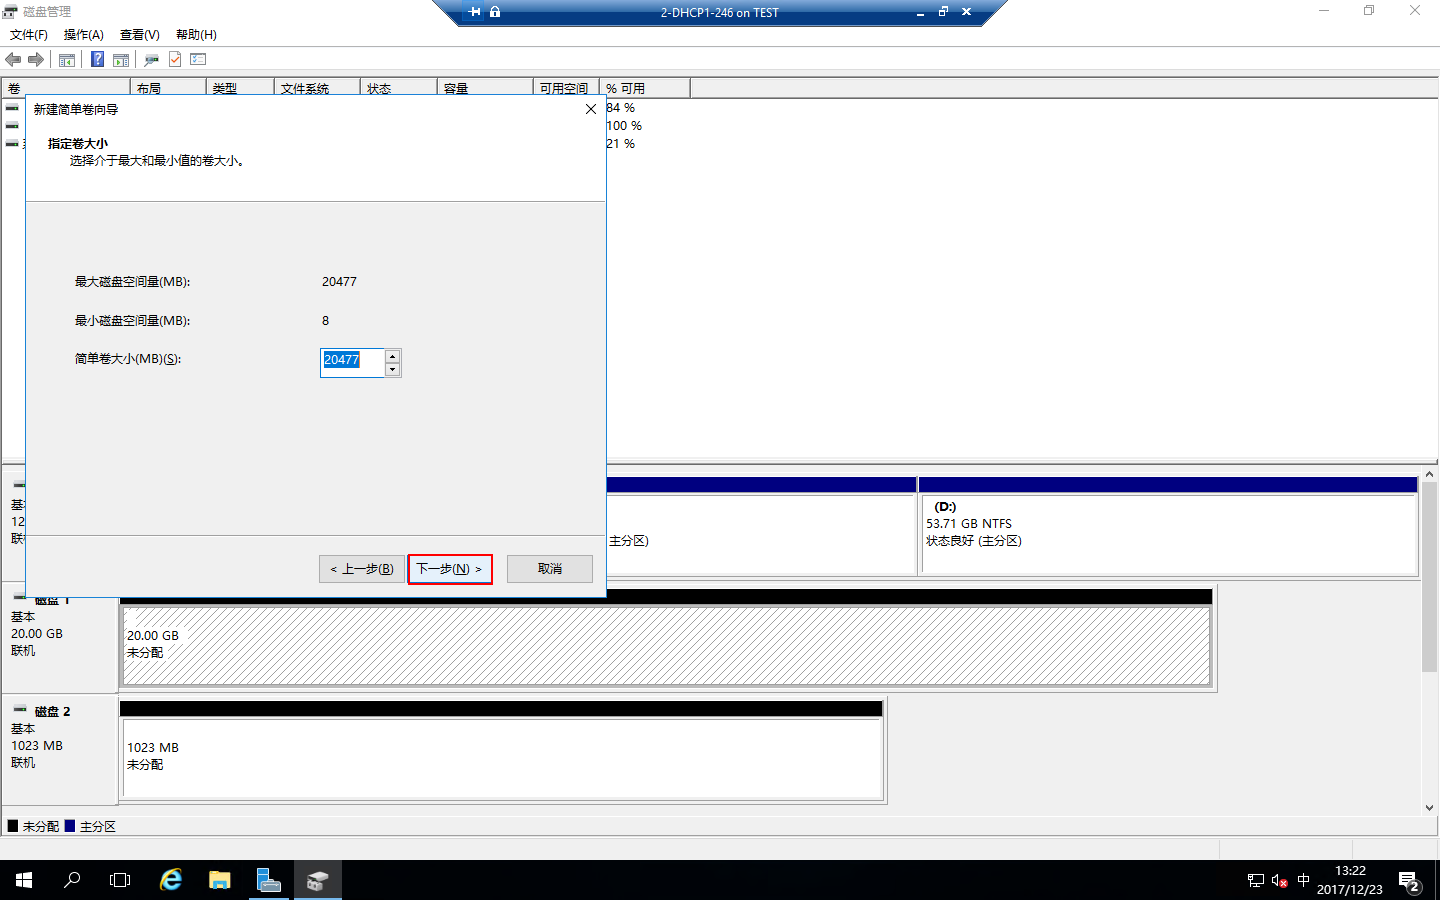 磁盘管理
2-DHCP1-246 on TEST
文件(F) 操作(A) 查看(V) 帮助(H)
卷 布局 类型 文件系统 状态 容量 可用空间 % 可用
84 %
100 %
21 %
新建简单卷向导
指定卷大小
选择介于最大和最小值的卷大小。
最大磁盘空间量(MB): 20477
最小磁盘空间量(MB): 8
简单卷大小(MB)(S): 20477
< 上一步(B) 下一步(N) > 取消
基
12
主分区)
(D:)
53.71 GB NTFS
状态良好 (主分区)
磁盘 1
基本
20.00 GB
联机
20.00 GB
未分配
磁盘 2
基本
1023 MB
联机
1023 MB
未分配
未分配 主分区
中
13:22
2017/12/23
2